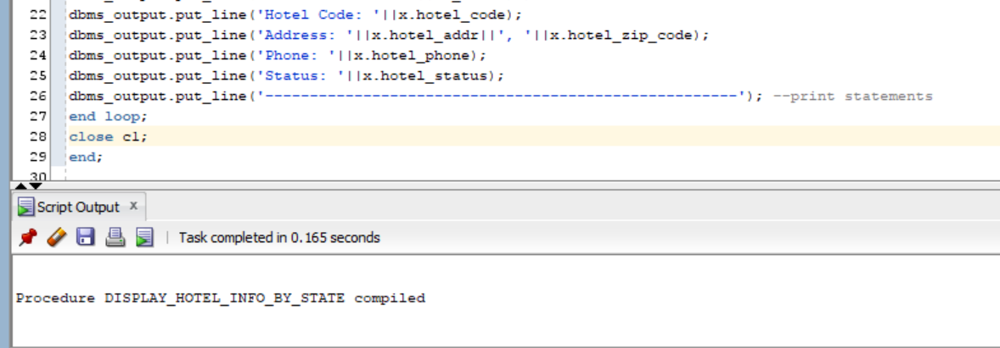 22 dbms_output.put_line('Hotel Code: '||x.hotel_code);
23 dbms_output.put_line('Address: '||x.hotel_addr||', '||x.hotel_zip_code);
24 dbms_output.put_line('Phone: '||x.hotel_phone);
25 dbms_output.put_line('Status: '||x.hotel_status);
26 dbms_output.put_line('-----------------------------------------------------'); --print statements
27 end loop;
28 close cl;
29 end;
30
Script Output x
Task completed in 0.165 seconds
Procedure DISPLAY_HOTEL_INFO_BY_STATE compiled